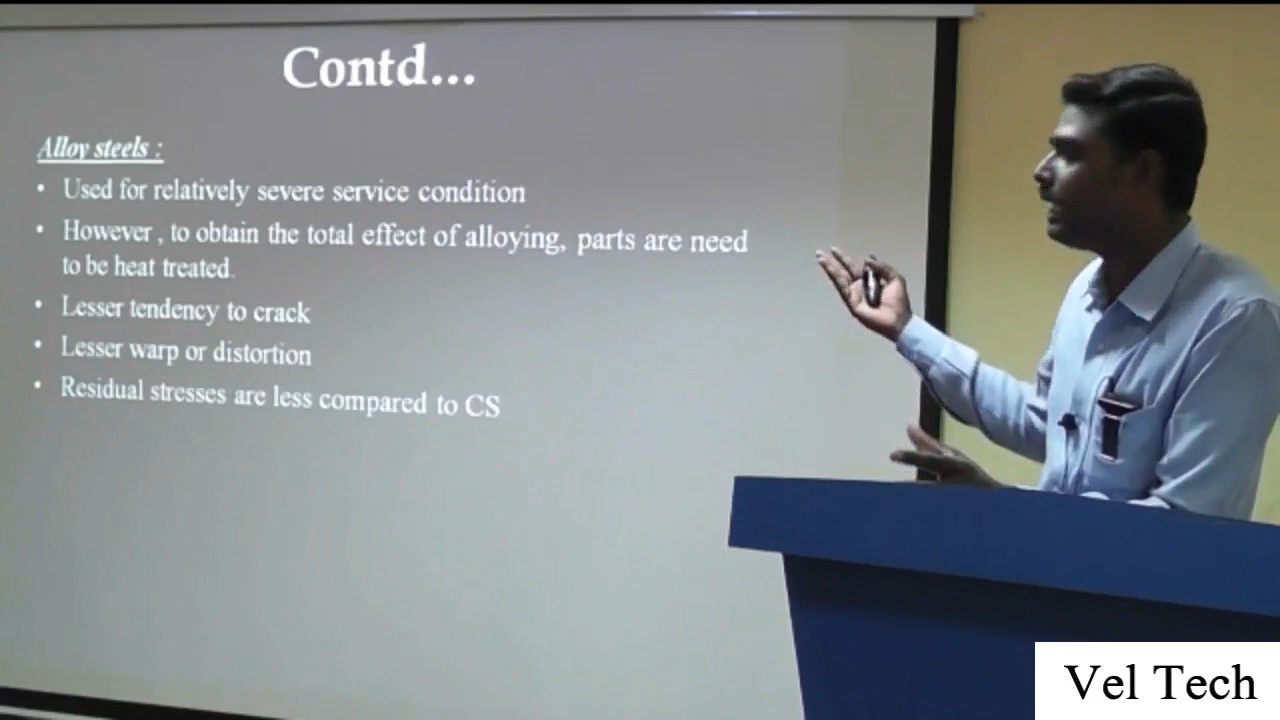 Contd...
Alloy steels :
• Used for relatively severe service condition
• However , to obtain the total effect of alloying, parts are need
to be heat treated.
• Lesser tendency to crack
• Lesser warp or distortion
• Residual stresses are less compared to CS
Vel Tech